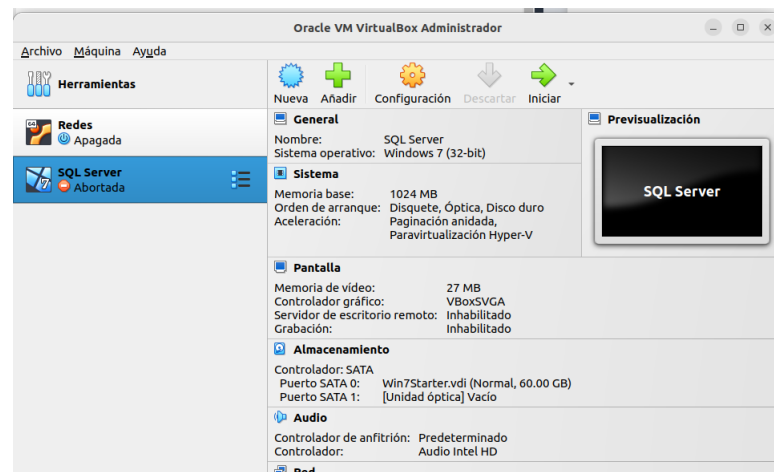 Oracle VM VirtualBox Administrador
Archivo Máquina Ayuda
Herramientas
Nueva Añadir Configuración Descartar Iniciar
64
Redes
Apagada
7
SQL Server
Abortada
General
Nombre: SQL Server
Sistema operativo: Windows 7 (32-bit)
Previsualización
SQL Server
Sistema
Memoria base: 1024 MB
Orden de arranque: Disquete, Óptica, Disco duro
Aceleración: Paginación anidada,
Paravirtualización Hyper-V
Pantalla
Memoria de vídeo: 27 MB
Controlador gráfico: VBoxSVGA
Servidor de escritorio remoto: Inhabilitado
Grabación: Inhabilitado
Almacenamiento
Controlador: SATA
Puerto SATA 0: Win7Starter.vdi (Normal, 60.00 GB)
Puerto SATA 1: [Unidad óptica] Vacío
Audio
Controlador de anfitrión: Predeterminado
Controlador: Audio Intel HD
Red